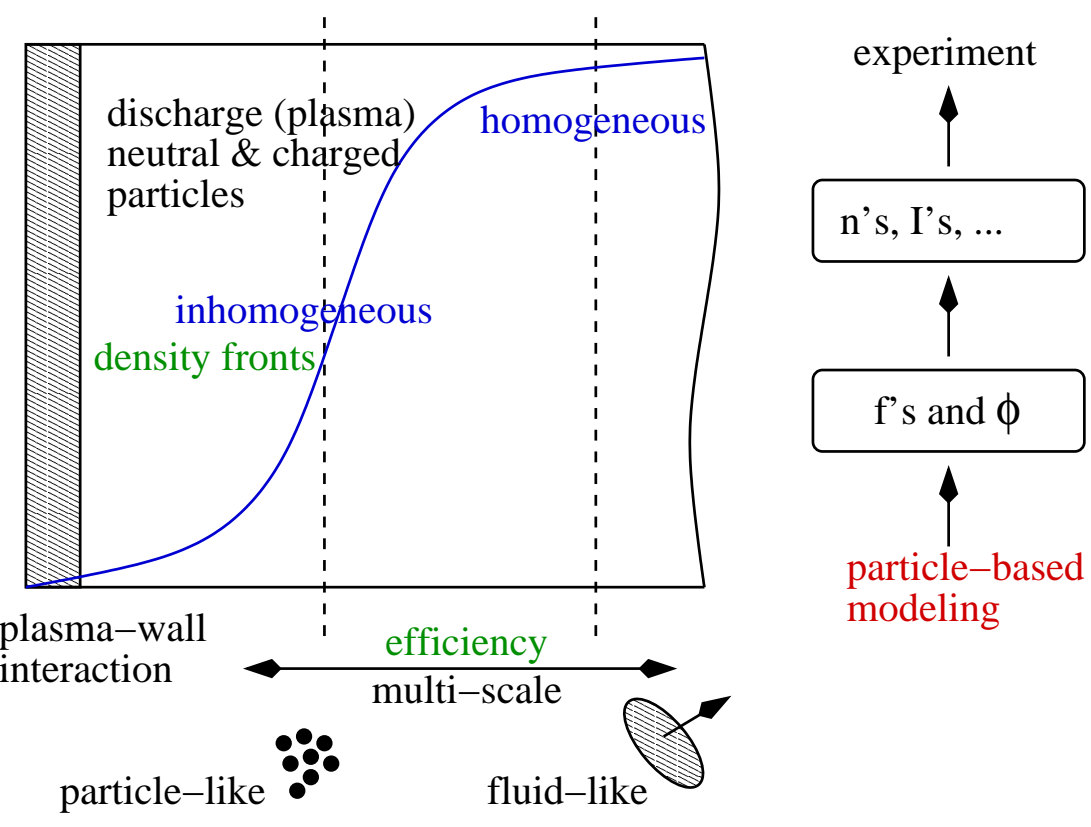 discharge (plasma)
neutral & charged
particles
homogeneous
inhomogeneous
density fronts
plasma−wall
interaction
efficiency
multi−scale
particle−like
fluid−like
experiment
n’s, I’s, ...
f’s and ϕ
particle−based
modeling